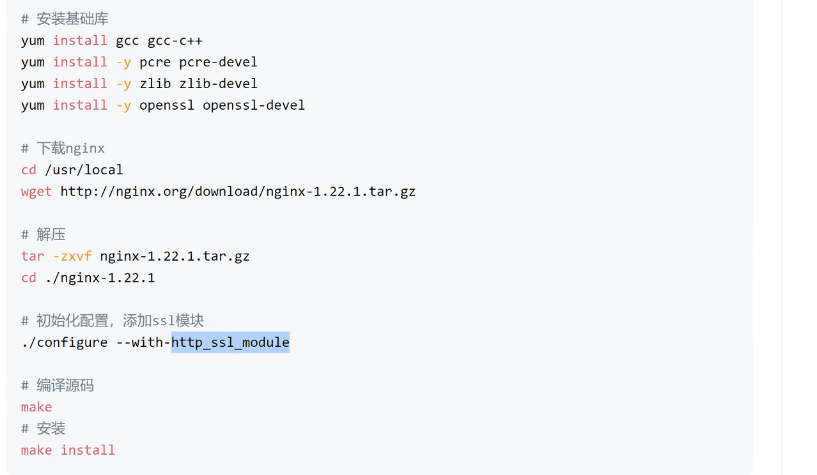 # 安装基础库
yum install gcc gcc-c++
yum install -y pcre pcre-devel
yum install -y zlib zlib-devel
yum install -y openssl openssl-devel
# 下载nginx
cd /usr/local
wget http://nginx.org/download/nginx-1.22.1.tar.gz
# 解压
tar -zxvf nginx-1.22.1.tar.gz
cd ./nginx-1.22.1
# 初始化配置，添加ssl模块
./configure --with-http_ssl_module
# 编译源码
make
# 安装
make install